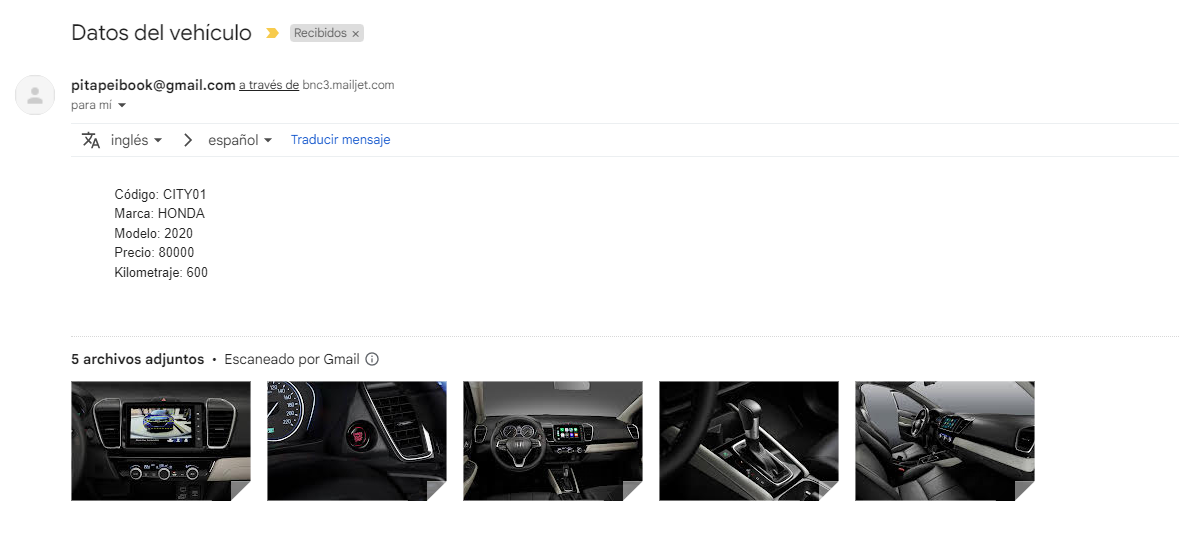 Datos del vehículo
Recibidos ×
pitapeibook@gmail.com a través de bnc3.mailjet.com
para mí
inglés
español
Traducir mensaje
Código: CITY01
Marca: HONDA
Modelo: 2020
Precio: 80000
Kilometraje: 600
5 archivos adjuntos • Escaneado por Gmail